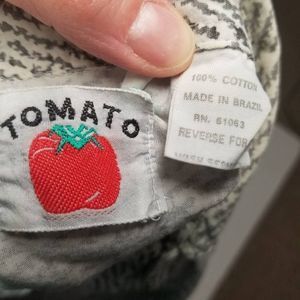 TOMATO
100% COTTON
MADE IN BRAZIL
RN. 61063
REVERSE FOR